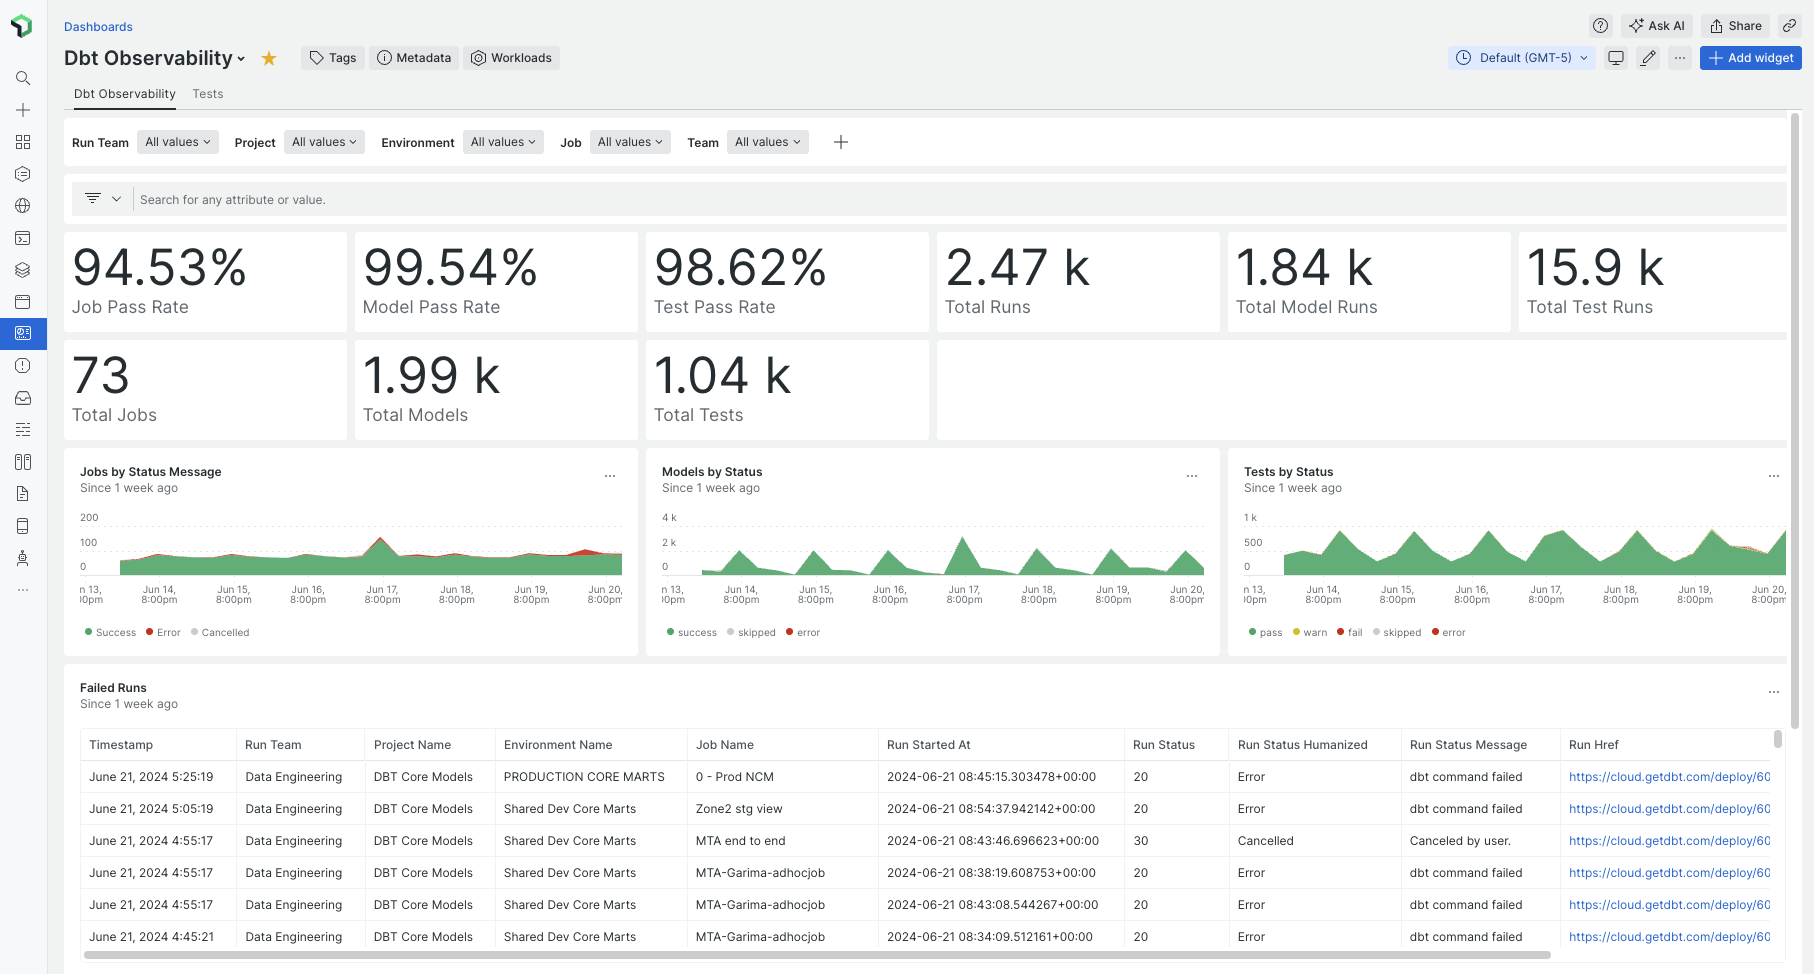 Dashboards
Ask AI
Share
Dbt Observability
Tags
Metadata
Workloads
Default (GMT-5)
Add widget
Dbt Observability
Tests
Run Team
All values
Project
All values
Environment
All values
Job
All values
Team
All values
Search for any attribute or value.
94.53%
Job Pass Rate
99.54%
Model Pass Rate
98.62%
Test Pass Rate
2.47 k
Total Runs
1.84 k
Total Model Runs
15.9 k
Total Test Runs
73
Total Jobs
1.99 k
Total Models
1.04 k
Total Tests
Jobs by Status Message
Since 1 week ago
200
100
0
n 13, Jun 14, Jun 15, Jun 16, Jun 17, Jun 18, Jun 19, Jun 20,
00pm 8:00pm 8:00pm 8:00pm 8:00pm 8:00pm 8:00pm 8:00pm
Success Error Cancelled
Models by Status
Since 1 week ago
4 k
2 k
0
n 13, Jun 14, Jun 15, Jun 16, Jun 17, Jun 18, Jun 19, Jun 20,
00pm 8:00pm 8:00pm 8:00pm 8:00pm 8:00pm 8:00pm 8:00pm
success skipped error
Tests by Status
Since 1 week ago
1 k
500
0
n 13, Jun 14, Jun 15, Jun 16, Jun 17, Jun 18, Jun 19, Jun 20,
00pm 8:00pm 8:00pm 8:00pm 8:00pm 8:00pm 8:00pm 8:00pm
pass warn fail skipped error
Failed Runs
Since 1 week ago
Timestamp Run Team Project Name Environment Name Job Name Run Started At Run Status Run Status Humanized Run Status Message Run Href
June 21, 2024 5:25:19 Data Engineering DBT Core Models PRODUCTION CORE MARTS 0 - Prod NCM 2024-06-21 08:45:15.303478+00:00 20 Error dbt command failed https://cloud.getdbt.com/deploy/60
June 21, 2024 5:05:19 Data Engineering DBT Core Models Shared Dev Core Marts Zone2 stg view 2024-06-21 08:54:37.942142+00:00 20 Error dbt command failed https://cloud.getdbt.com/deploy/60
June 21, 2024 4:55:17 Data Engineering DBT Core Models Shared Dev Core Marts MTA end to end 2024-06-21 08:43:46.696623+00:00 30 Cancelled Canceled by user. https://cloud.getdbt.com/deploy/60
June 21, 2024 4:55:17 Data Engineering DBT Core Models Shared Dev Core Marts MTA-Garima-adhocjob 2024-06-21 08:38:19.608753+00:00 20 Error dbt command failed https://cloud.getdbt.com/deploy/60
June 21, 2024 4:55:17 Data Engineering DBT Core Models Shared Dev Core Marts MTA-Garima-adhocjob 2024-06-21 08:43:08.544267+00:00 20 Error dbt command failed https://cloud.getdbt.com/deploy/60
June 21, 2024 4:45:21 Data Engineering DBT Core Models Shared Dev Core Marts MTA-Garima-adhocjob 2024-06-21 08:34:09.512161+00:00 20 Error dbt command failed https://cloud.getdbt.com/deploy/60